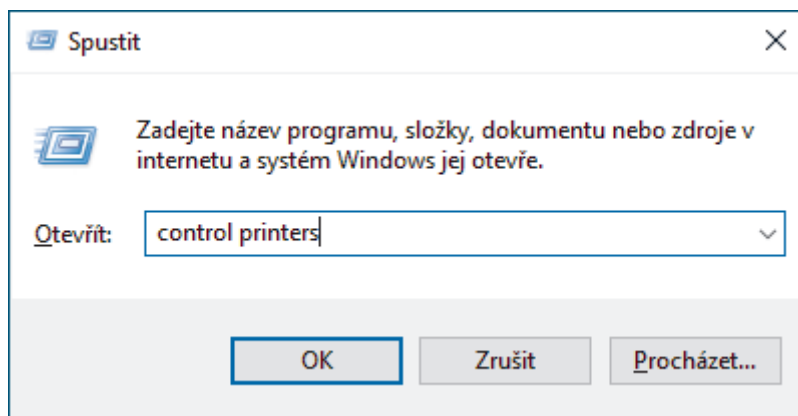 Spustit
Zadejte název programu, složky, dokumentu nebo zdroje v
internetu a systém Windows jej otevře.
Otevřít: control printers
OK Zrušit Procházet...